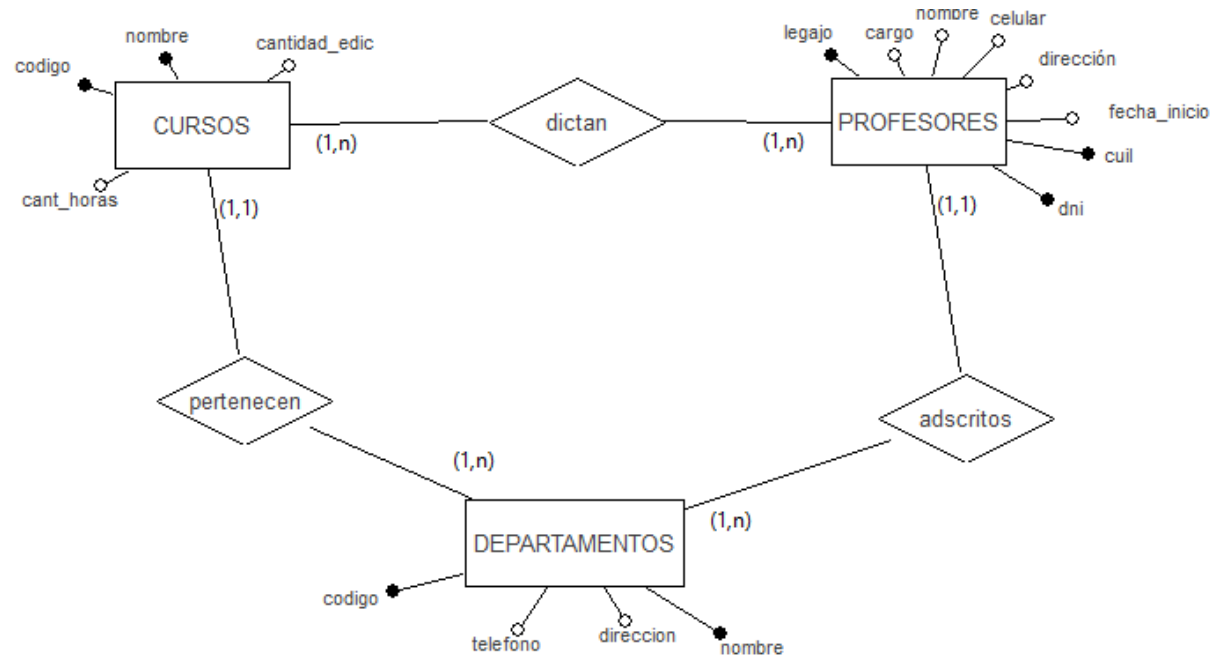 nombre
cantidad_edic
codigo
CURSOS
cant_horas
(1,n)
dictan
(1,n)
legajo
cargo
nombre
celular
dirección
PROFESORES
fecha_inicio
cuil
dni
(1,1)
(1,1)
pertenecen
adscritos
(1,n)
(1,n)
DEPARTAMENTOS
codigo
telefono
direccion
nombre